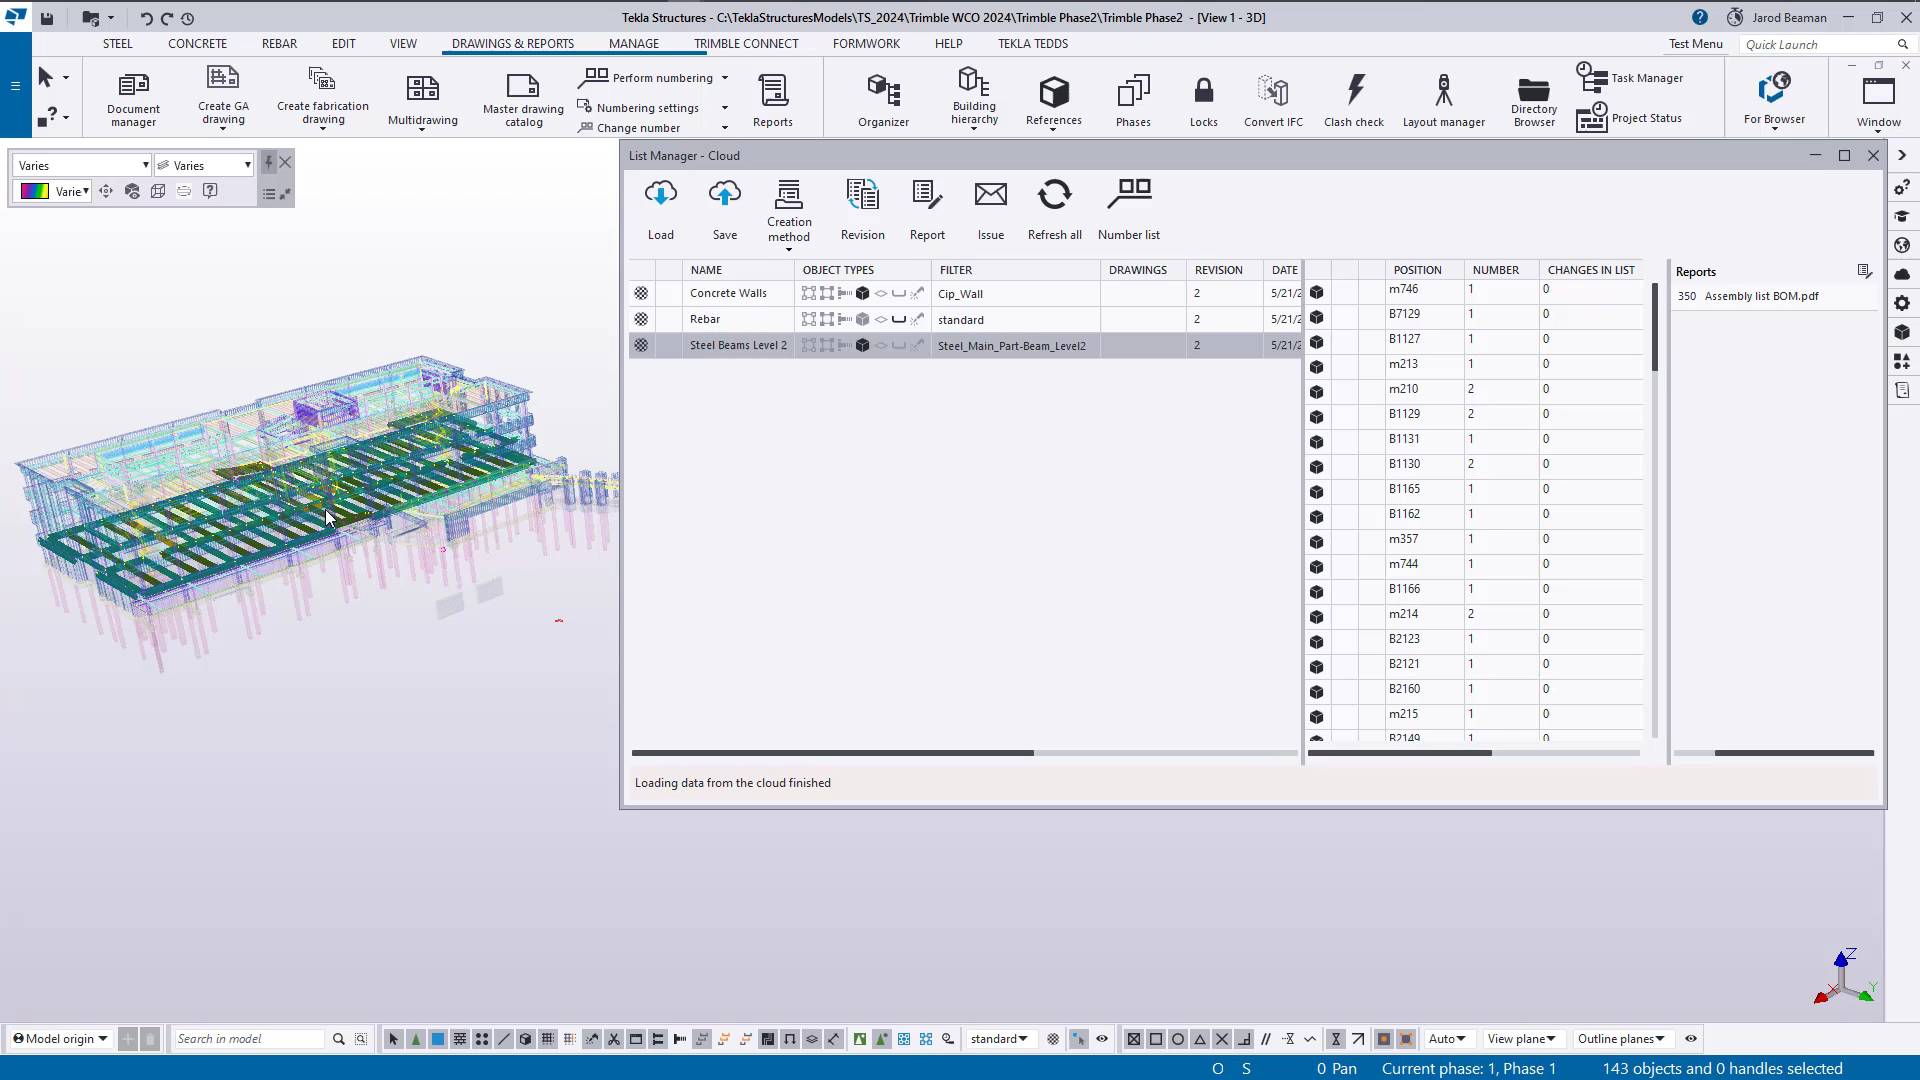 Tekla Structures - C:\TeklaStructuresModels\TS_2024\Trimble WCO 2024\Trimble Phase2\Trimble Phase2 - [View 1 - 3D]
Jarod Beaman
STEEL CONCRETE REBAR EDIT VIEW DRAWINGS & REPORTS MANAGE TRIMBLE CONNECT FORMWORK HELP TEKLA TEDDS
Test Menu Quick Launch
Document manager
Create GA drawing
Create fabrication drawing
Multidrawing
Master drawing catalog
Perform numbering
Numbering settings
Change number
Reports
Organizer
Building hierarchy
References
Phases
Locks
Convert IFC
Clash check
Layout manager
Directory Browser
Task Manager
Project Status
For Browser
Window
Varies Varies
Varie
List Manager - Cloud
Load Save Creation method Revision Report Issue Refresh all Number list
NAME OBJECT TYPES FILTER DRAWINGS REVISION DATE
Concrete Walls Cip_Wall 2 5/21/2
Rebar standard 2 5/21/2
Steel Beams Level 2 Steel_Main_Part-Beam_Level2 2 5/21/2
POSITION NUMBER CHANGES IN LIST
m746 1 0
B7129 1 0
B1127 1 0
m213 1 0
m210 2 0
B1129 2 0
B1131 1 0
B1130 2 0
B1165 1 0
B1162 1 0
m357 1 0
m744 1 0
B1166 1 0
m214 2 0
B2123 1 0
B2121 1 0
B2160 1 0
m215 1 0
B2149 1 0
Reports
350 Assembly list BOM.pdf
Loading data from the cloud finished
Z
Y
X
Model origin
Search in model
standard
Auto
View plane
Outline planes
O S 0 Pan Current phase: 1, Phase 1 143 objects and 0 handles selected